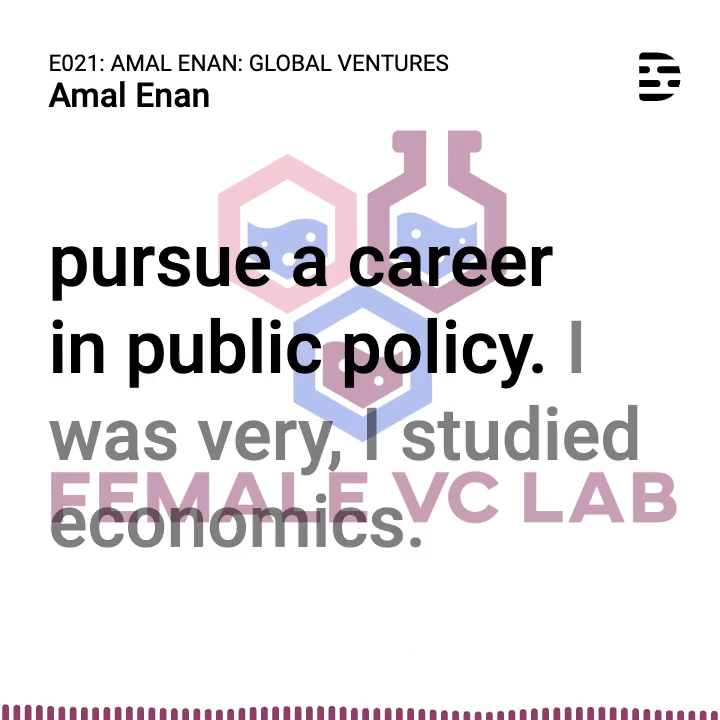 E021: AMAL ENAN: GLOBAL VENTURES
Amal Enan
pursue a career
in public policy. I
was very, I studied
FEMALE VC LAB
economics.